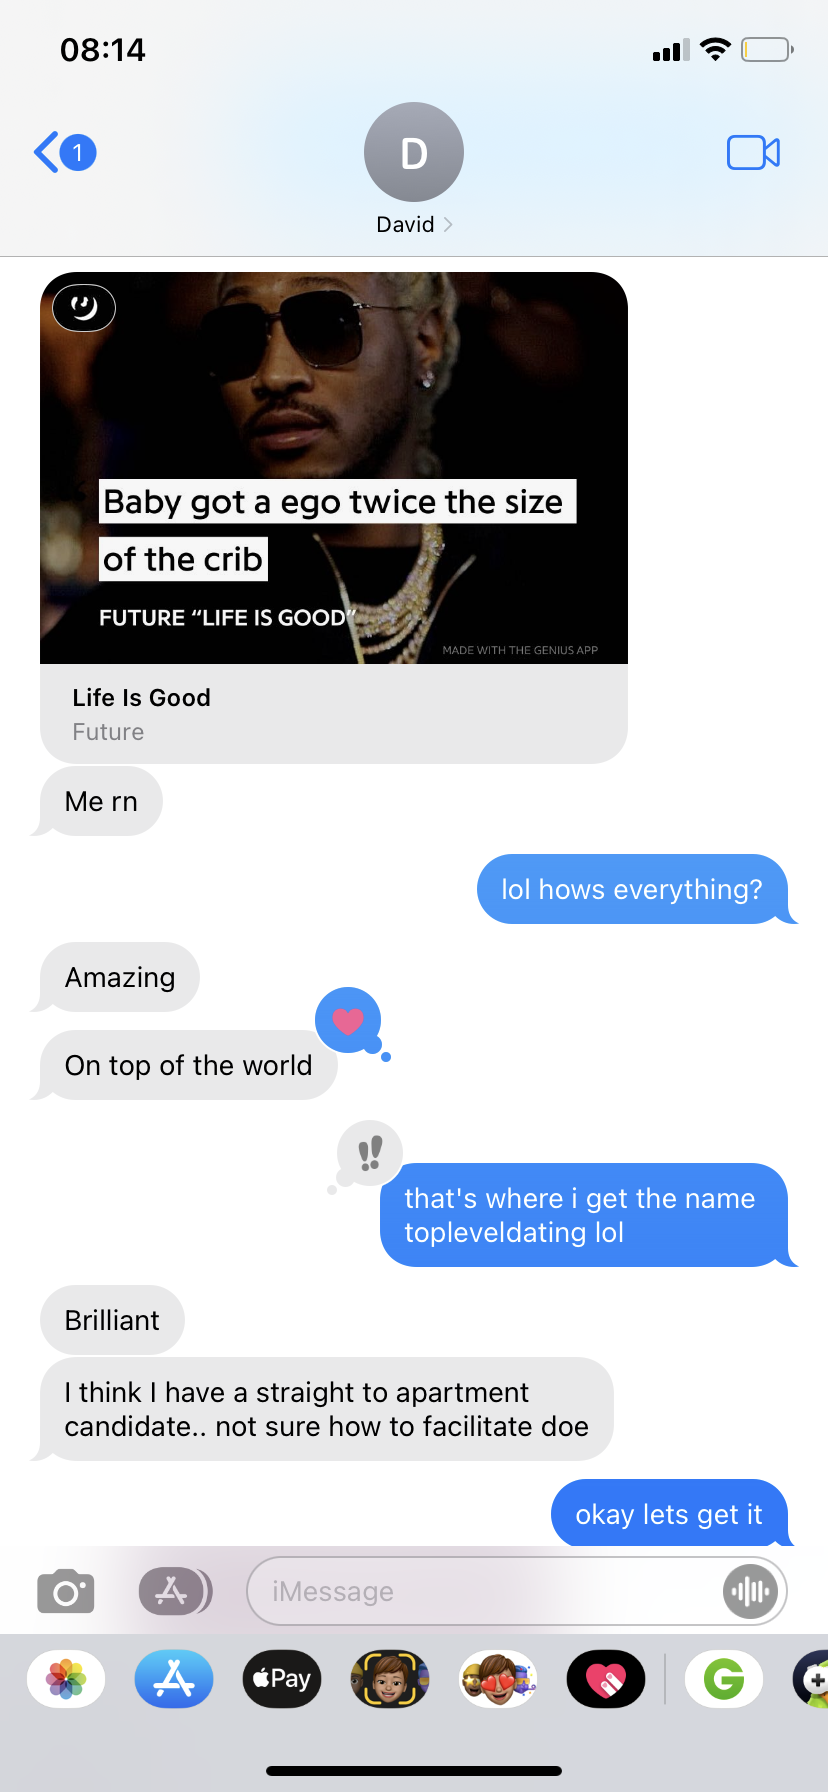 08:14
1
D
David
Baby got a ego twice the size
of the crib
FUTURE “LIFE IS GOOD”
MADE WITH THE GENIUS APP
Life Is Good
Future
Me rn
lol hows everything?
Amazing
On top of the world
that's where i get the name
topleveldating lol
Brilliant
I think I have a straight to apartment
candidate.. not sure how to facilitate doe
okay lets get it
iMessage
Pay
G